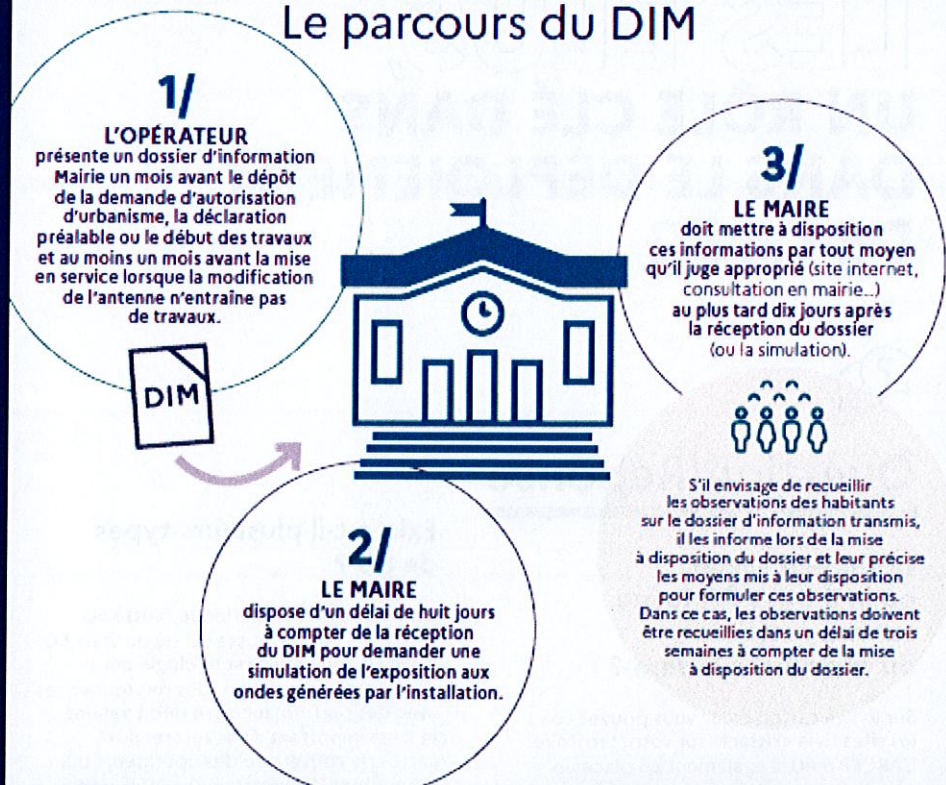 Le parcours du DIM
1/
L'OPÉRATEUR
présente un dossier d'information
Mairie un mois avant le dépôt
de la demande d'autorisation
d'urbanisme, la déclaration
préalable ou le début des travaux
et au moins un mois avant la mise
en service lorsque la modification
de l'antenne n'entraîne pas
de travaux.
DIM
2/
LE MAIRE
dispose d'un délai de huit jours
à compter de la réception
du DIM pour demander une
simulation de l'exposition aux
ondes générées par l'installation.
3/
LE MAIRE
doit mettre à disposition
ces informations par tout moyen
qu'il juge approprié (site internet,
consultation en mairie...)
au plus tard dix jours après
la réception du dossier
(ou la simulation).
S'il envisage de recueillir
les observations des habitants
sur le dossier d'information transmis,
il les informe lors de la mise
à disposition du dossier et leur précise
les moyens mis à leur disposition
pour formuler ces observations.
Dans ce cas, les observations doivent
être recueillies dans un délai de trois
semaines à compter de la mise
à disposition du dossier.